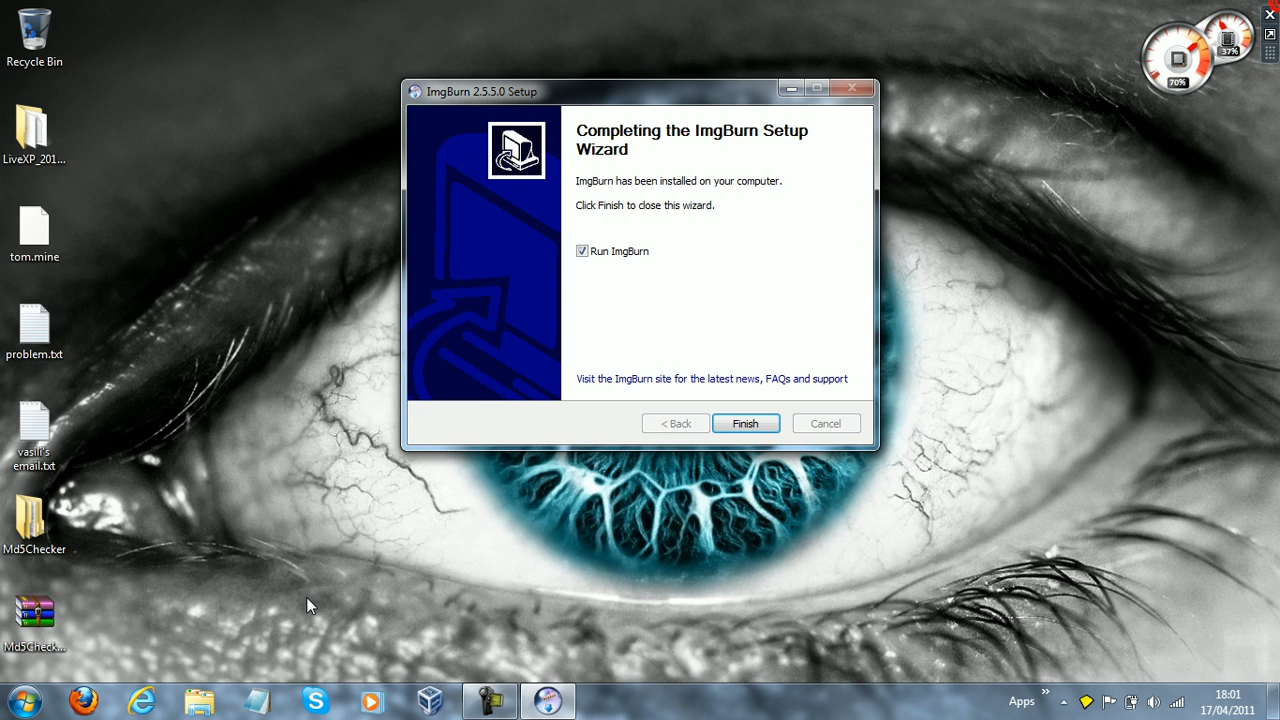 Recycle Bin
LiveXP_201...
tom.mine
problem.txt
vasili's
email.txt
Md5Checker
Md5Check...
ImgBurn 2.5.5.0 Setup
Completing the ImgBurn Setup
Wizard
ImgBurn has been installed on your computer.
Click Finish to close this wizard.
Run ImgBurn
Visit the ImgBurn site for the latest news, FAQs and support
< Back
Finish
Cancel
37%
70%
Apps
18:01
17/04/2011